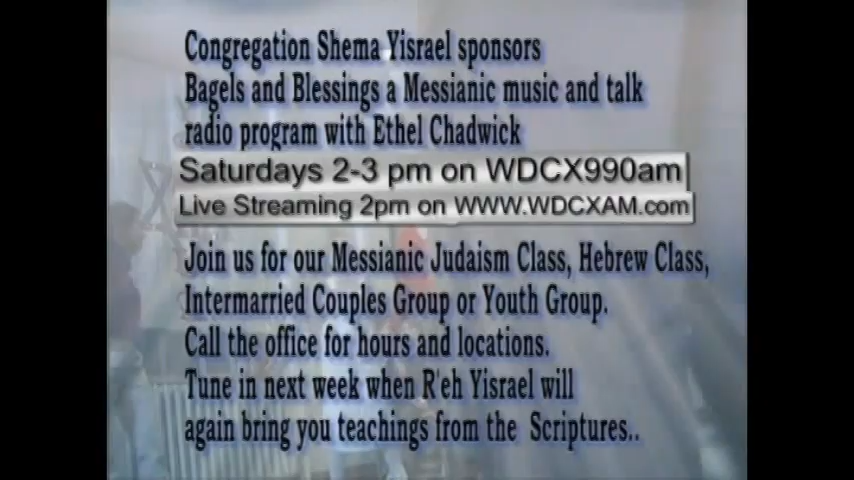 Congregation Shema Yisrael sponsors
Bagels and Blessings a Messianic music and talk
radio program with Ethel Chadwick
Saturdays 2-3 pm on WDCX990am
Live Streaming 2pm on WWW.WDCXAM.com
Join us for our Messianic Judaism Class, Hebrew Class,
Intermarried Couples Group or Youth Group.
Call the office for hours and locations.
Tune in next week when R'eh Yisrael will
again bring you teachings from the Scriptures..